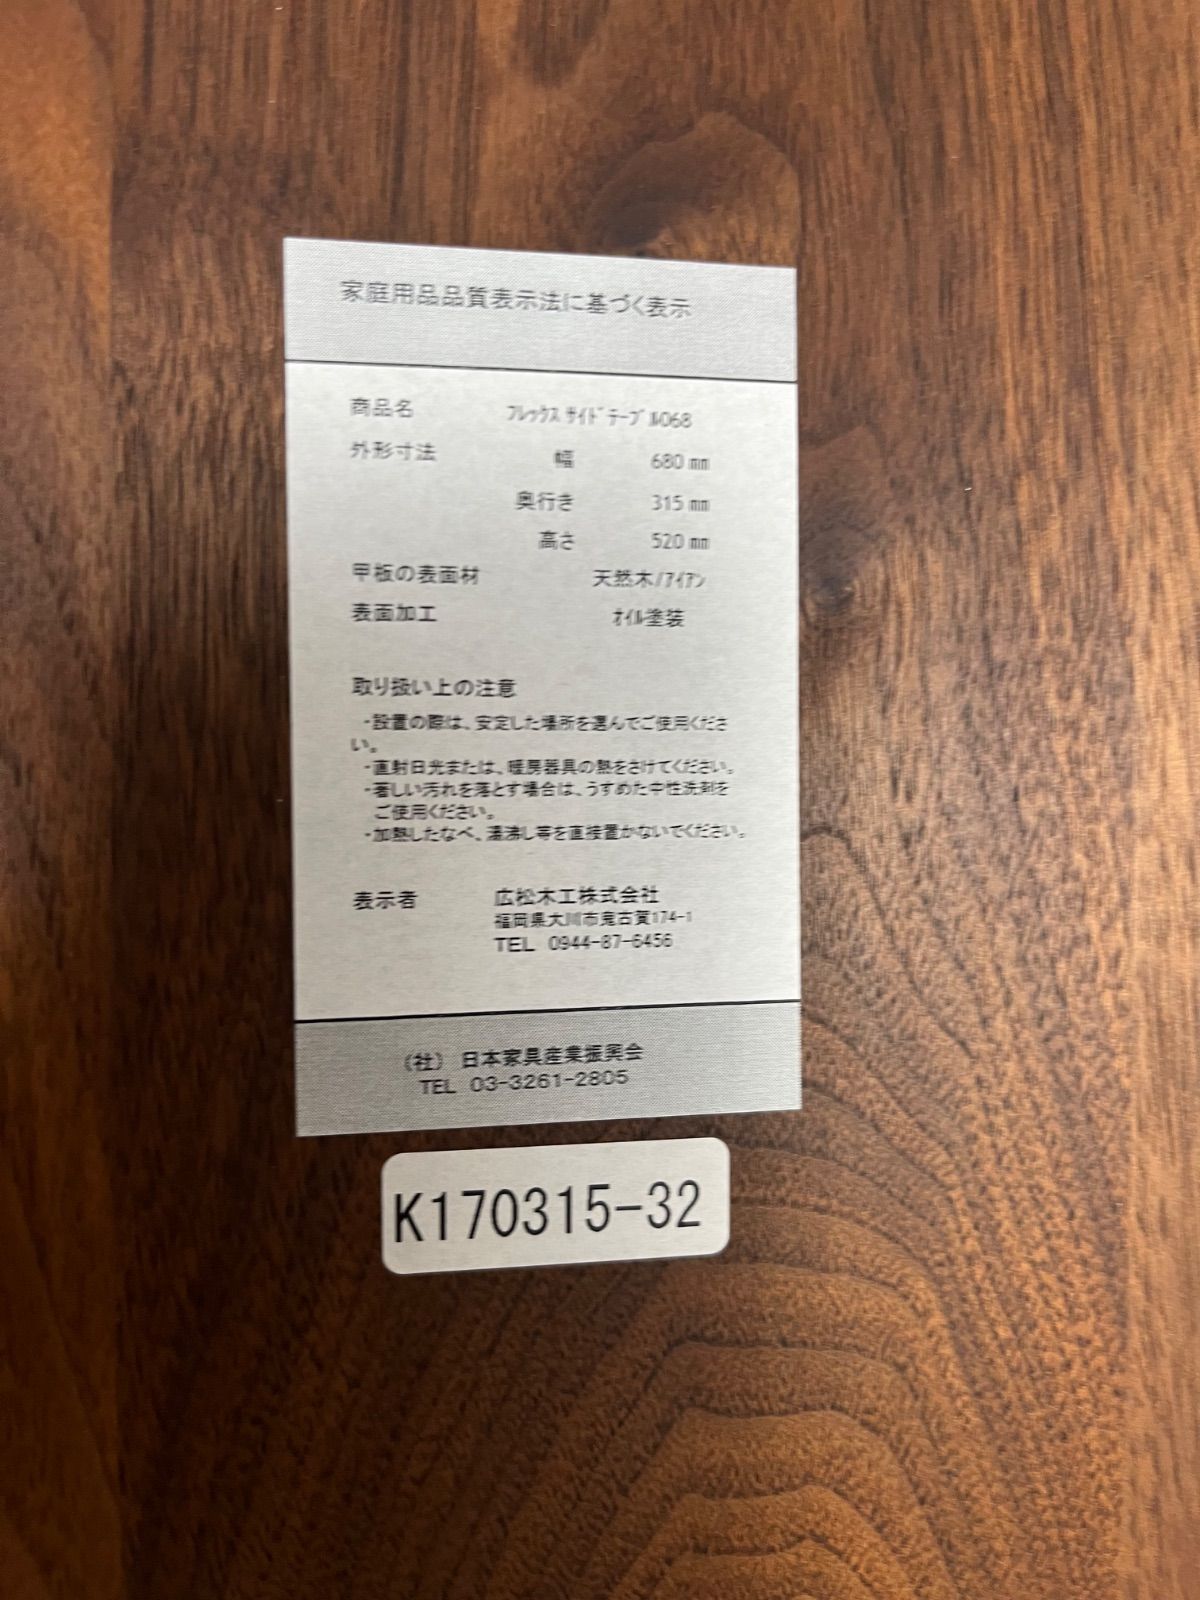 家庭用品品質表示法に基づく表示
商品名 ﾌﾚｯｸｽ ｻｲﾄﾞﾃｰﾌﾞﾙ068
外形寸法 幅 680 ㎜
奥行き 315 ㎜
高さ 520 ㎜
甲板の表面材 天然木/ｱｲｱﾝ
表面加工 ｵｲﾙ塗装
取り扱い上の注意
・設置の際は、安定した場所を選んでご使用くださ
い。
・直射日光または、暖房器具の熱をさけてください。
・著しい汚れを落とす場合は、うすめた中性洗剤を
ご使用ください。
・加熱したなべ、湯沸し等を直接置かないでください。
表示者 広松木工株式会社
福岡県大川市鬼古賀174-1
TEL 0944-87-6456
（社） 日本家具産業振興会
TEL 03-3261-2805
K170315-32